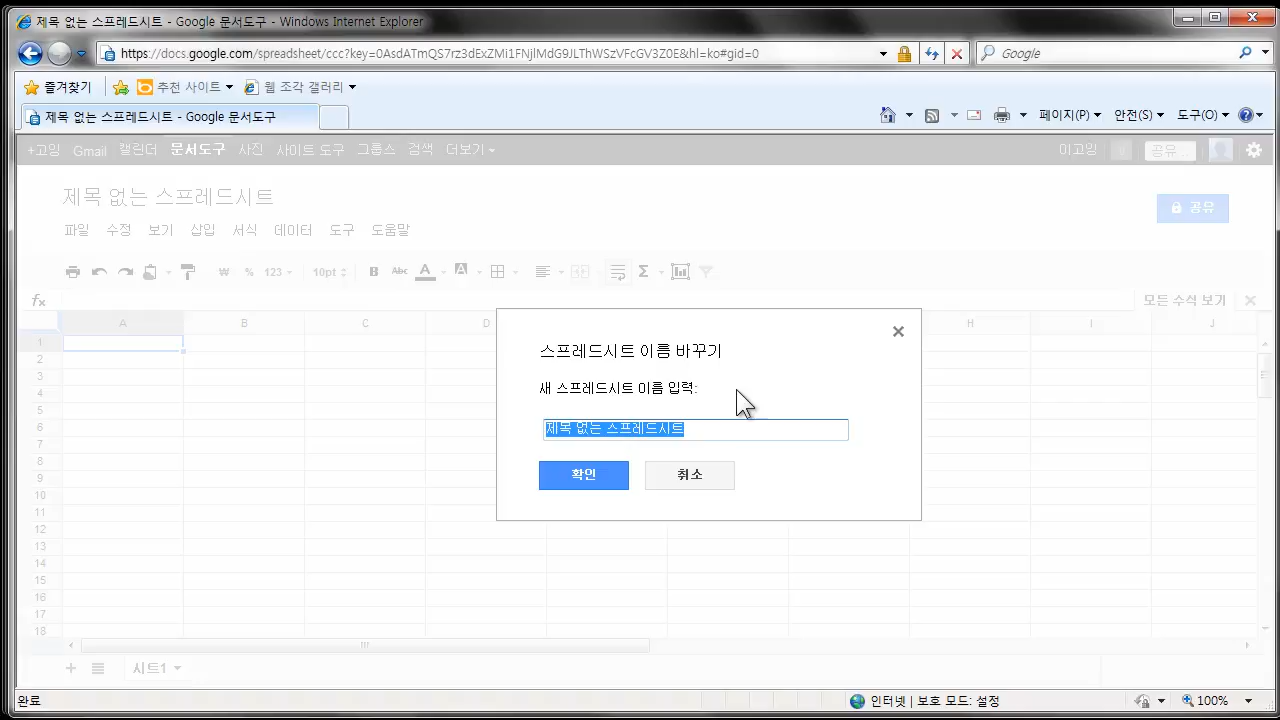 제목 없는 스프레드시트 - Google 문서도구 - Windows Internet Explorer
https://docs.google.com/spreadsheet/ccc?key=0AsdATmQS7rz3dExZMi1FNjlMdG9JLThWSzVFcGV3Z0E&hl=ko#gid=0
Google
즐겨찾기 추천 사이트 웹 조각 갤러리
제목 없는 스프레드시트 - Google 문서도구
페이지(P) 안전(S) 도구(O)
+고잉 Gmail 캘린더 문서도구 사진 사이트 도구 그룹스 검색 더보기 이고잉 공유...
제목 없는 스프레드시트
공유
파일 수정 보기 삽입 서식 데이터 도구 도움말
₩ % 123 10pt B Abc A A Σ
fx 모든 수식 보기
A B C D H I J
1
2
3
4
5
6
7
8
9
10
11
12
13
14
15
16
17
18
스프레드시트 이름 바꾸기
새 스프레드시트 이름 입력:
제목 없는 스프레드시트
확인 취소
시트1
완료 인터넷 | 보호 모드: 설정 100%